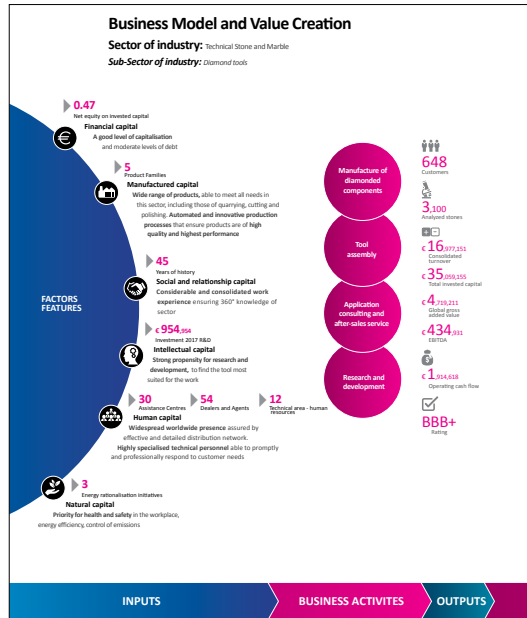 Business Model and Value Creation
Sector of industry: Technical Stone and Marble
Sub-Sector of industry: Diamond tools
0.47
Net equity on invested capital
Financial capital
A good level of capitalisation
and moderate levels of debt
5
Product Families
Manufactured capital
Wide range of products, able to meet all needs in
this sector, including those of quarrying, cutting and
polishing. Automated and innovative production
processes that ensure products are of high
quality and highest performance
45
Years of history
Social and relationship capital
Considerable and consolidated work
experience ensuring 360° knowledge of
sector
FACTORS
FEATURES
€ 954,954
Investment 2017 R&D
Intellectual capital
Strong propensity for research and
development, to find the tool most
suited for the work
30
Assistance Centres
54
Dealers and Agents
12
Technical area - human
resources
Human capital
Widespread worldwide presence assured by
effective and detailed distribution network.
Highly specialised technical personnel able to promptly
and professionally respond to customer needs
3
Energy rationalisation initiatives
Natural capital
Priority for health and safety in the workplace,
energy efficiency, control of emissions
Manufacture of
diamonded
components
Tool
assembly
Application
consulting and
after-sales service
Research and
development
648
Customers
3,100
Analyzed stones
€ 16,977,151
Consolidated
turnover
€ 35,059,155
Total invested capital
€ 4,719,211
Global gross
added value
€ 434,931
EBITDA
€ 1,914,618
Operating cash flow
BBB+
Rating
INPUTS
BUSINESS ACTIVITES
OUTPUTS